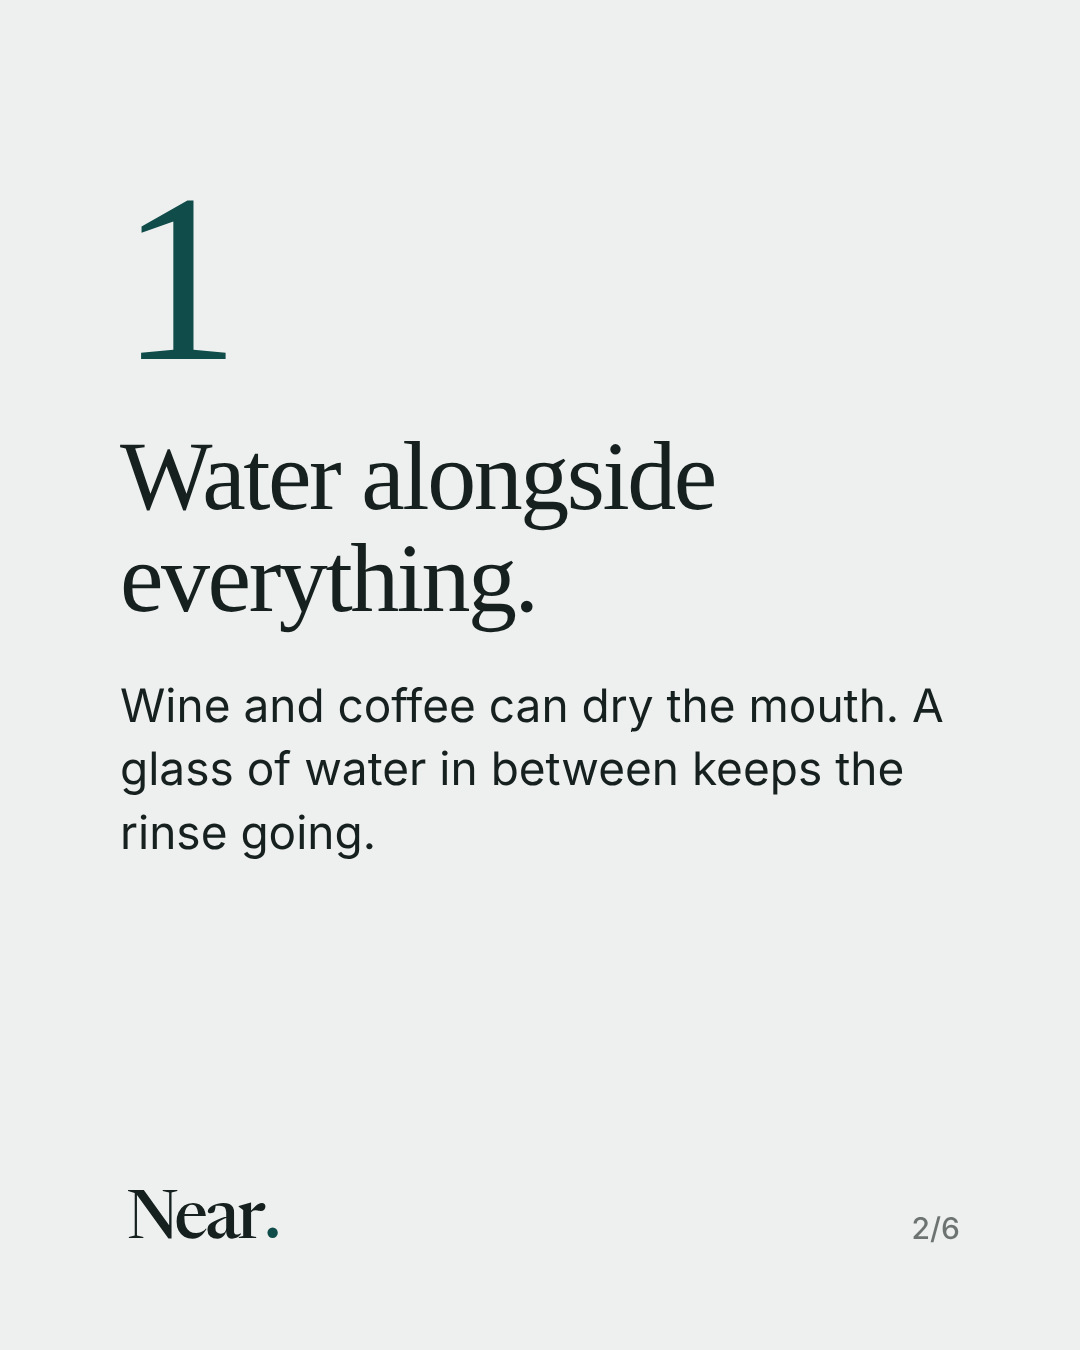 1
Water alongside
everything.
Wine and coffee can dry the mouth. A
glass of water in between keeps the
rinse going.
Near.
2/6